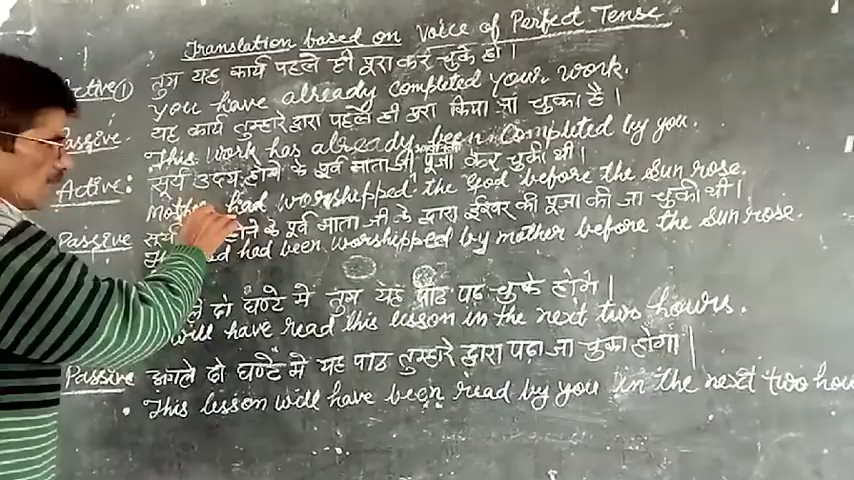 Translation based on Voice of Perfect Tense
Active ① तुम यह कार्य पहले ही पूरा कर चुके हो।
You have already completed your work.
Passive. यह कार्य तुम्हारे द्वारा पहले ही पूरा किया जा चुका है।
This work has already been completed by you.
Active: सूर्य उदय होने के पूर्व माता जी पूजा कर चुकी थी।
Mother had worshipped the God before the Sun rose.
Passive सूर्य होने के पूर्व माता जी के द्वारा ईश्वर की पूजा की जा चुकी थी।
had been worshipped by mother before the Sun rose.
दो घण्टे में तुम यह पाठ पढ़ चुके होगे।
will have read this lesson in the next two hours.
Passive अगले दो घण्टे में यह पाठ तुम्हारे द्वारा पढ़ा जा चुका होगा।
This lesson will have been read by you in the next two hou